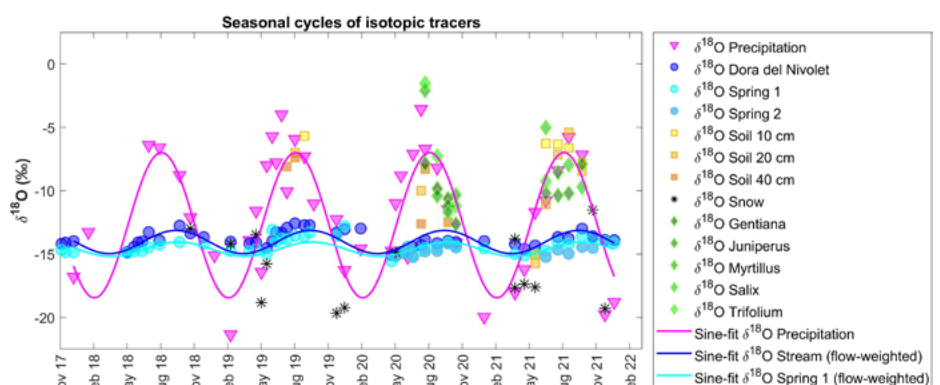 Seasonal cycles of isotopic tracers
δ¹⁸O (‰)
0
-5
-10
-15
-20
ov 17
eb 18
ay 18
ug 18
ov 18
eb 19
ay 19
ug 19
ov 19
eb 20
ay 20
ug 20
ov 20
eb 21
ay 21
ug 21
ov 21
eb 22
δ¹⁸O Precipitation
δ¹⁸O Dora del Nivolet
δ¹⁸O Spring 1
δ¹⁸O Spring 2
δ¹⁸O Soil 10 cm
δ¹⁸O Soil 20 cm
δ¹⁸O Soil 40 cm
δ¹⁸O Snow
δ¹⁸O Gentiana
δ¹⁸O Juniperus
δ¹⁸O Myrtillus
δ¹⁸O Salix
δ¹⁸O Trifolium
Sine-fit δ¹⁸O Precipitation
Sine-fit δ¹⁸O Stream (flow-weighted)
Sine-fit δ¹⁸O Spring 1 (flow-weighted)